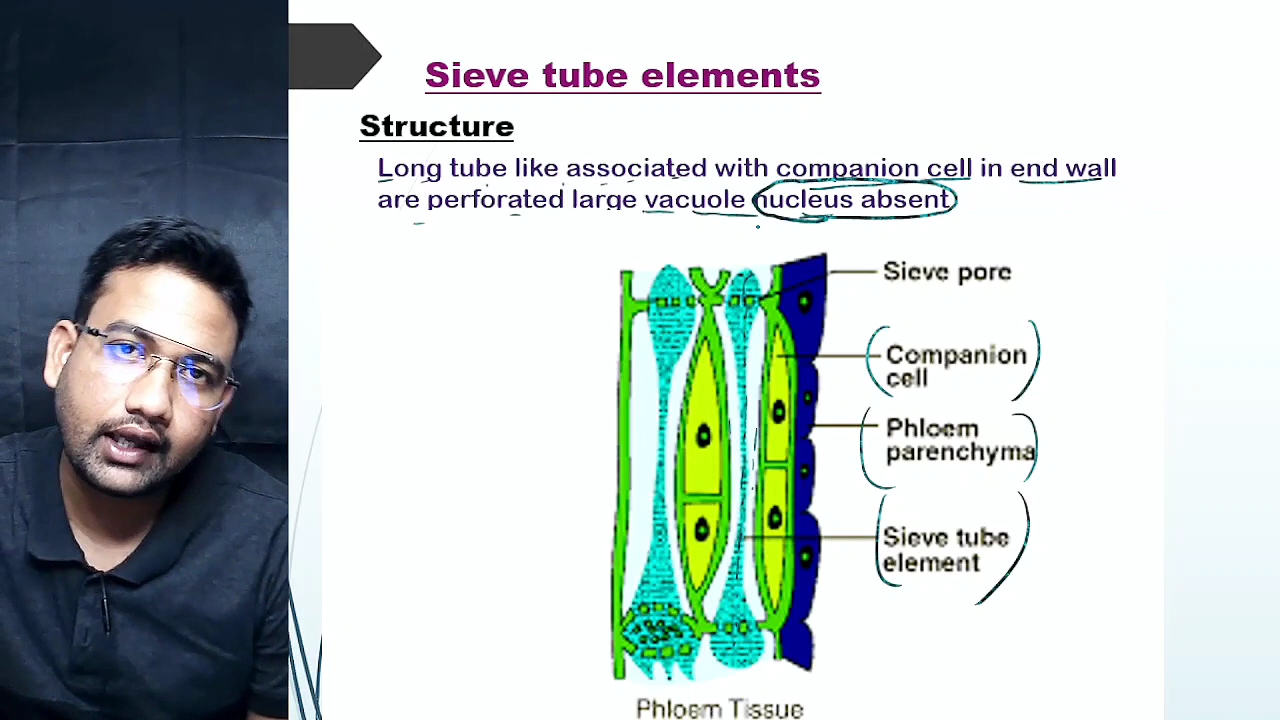 Sieve tube elements
Structure
Long tube like associated with companion cell in end wall
are perforated large vacuole nucleus absent
Sieve pore
Companion
cell
Phloem
parenchyma
Sieve tube
element
Phloem Tissue